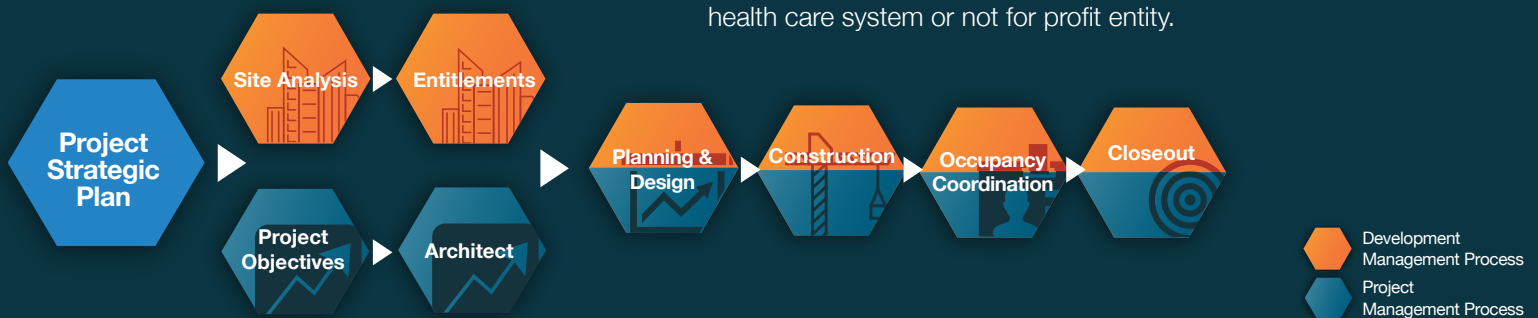 health care system or not for profit entity.
Project
Strategic
Plan
Site Analysis
Entitlements
Project
Objectives
Architect
Planning &
Design
Construction
Occupancy
Coordination
Closeout
Development
Management Process
Project
Management Process